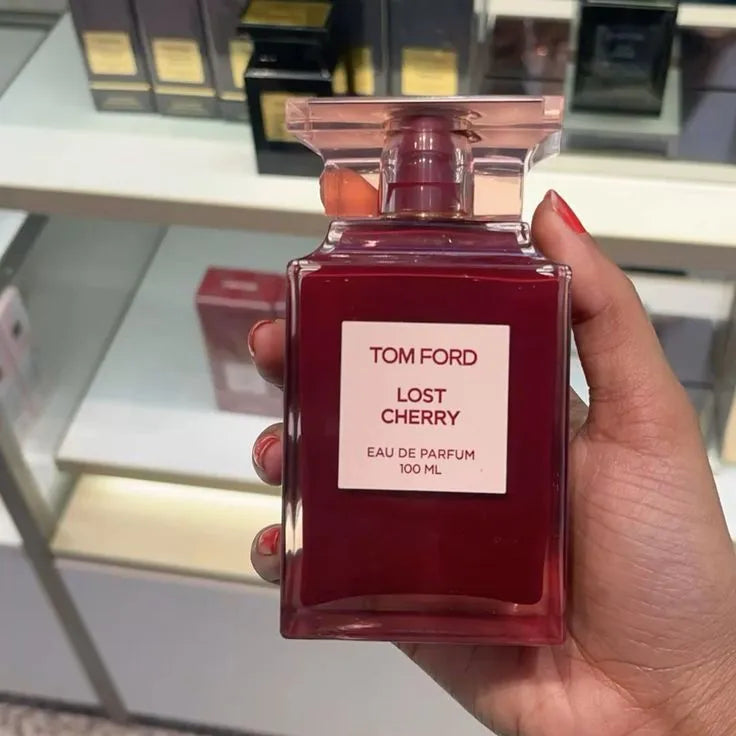 TOM FORD
LOST
CHERRY
EAU DE PARFUM
100 ML